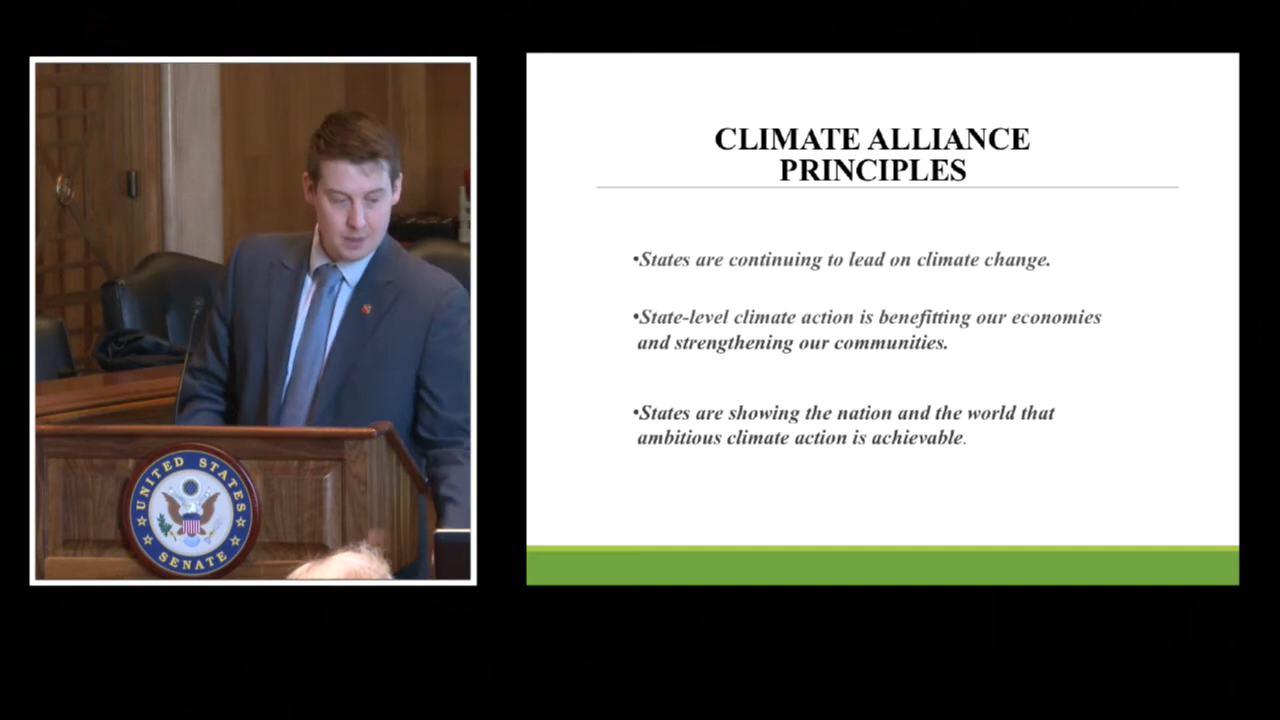 UNITED STATES
SENATE
CLIMATE ALLIANCE
PRINCIPLES
•States are continuing to lead on climate change.
•State-level climate action is benefitting our economies
and strengthening our communities.
•States are showing the nation and the world that
ambitious climate action is achievable.